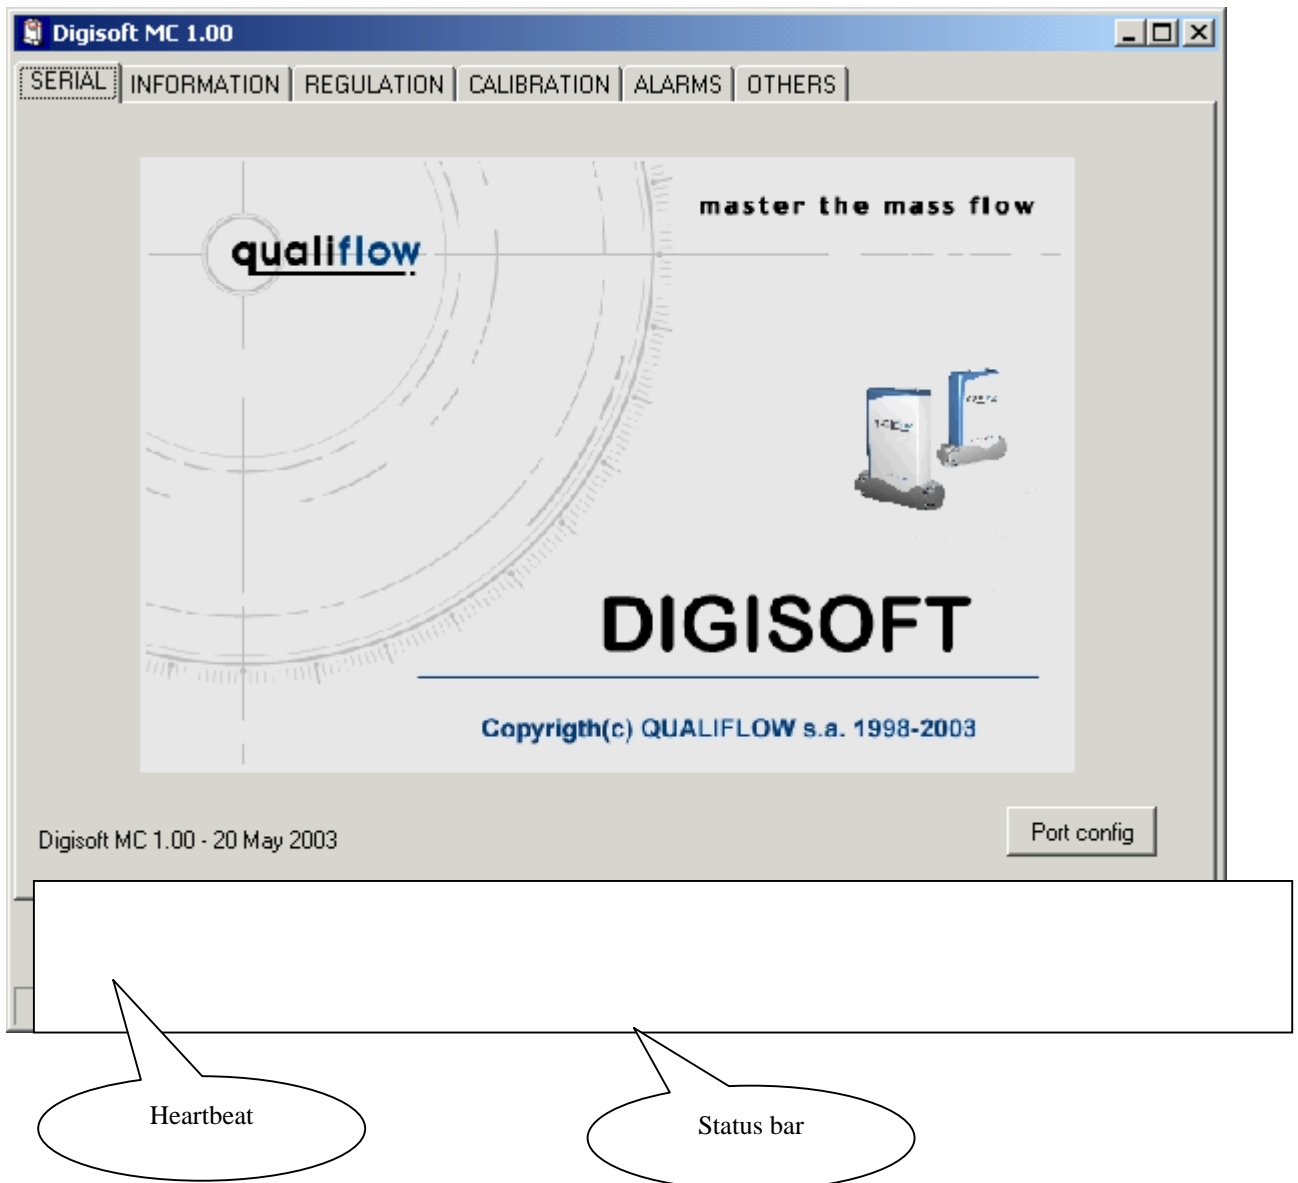 Digisoft MC 1.00
SERIAL INFORMATION REGULATION CALIBRATION ALARMS OTHERS
master the mass flow
qualiflow
DIGISOFT
Copyrigth(c) QUALIFLOW s.a. 1998-2003
Digisoft MC 1.00 - 20 May 2003
Port config
Heartbeat
Status bar